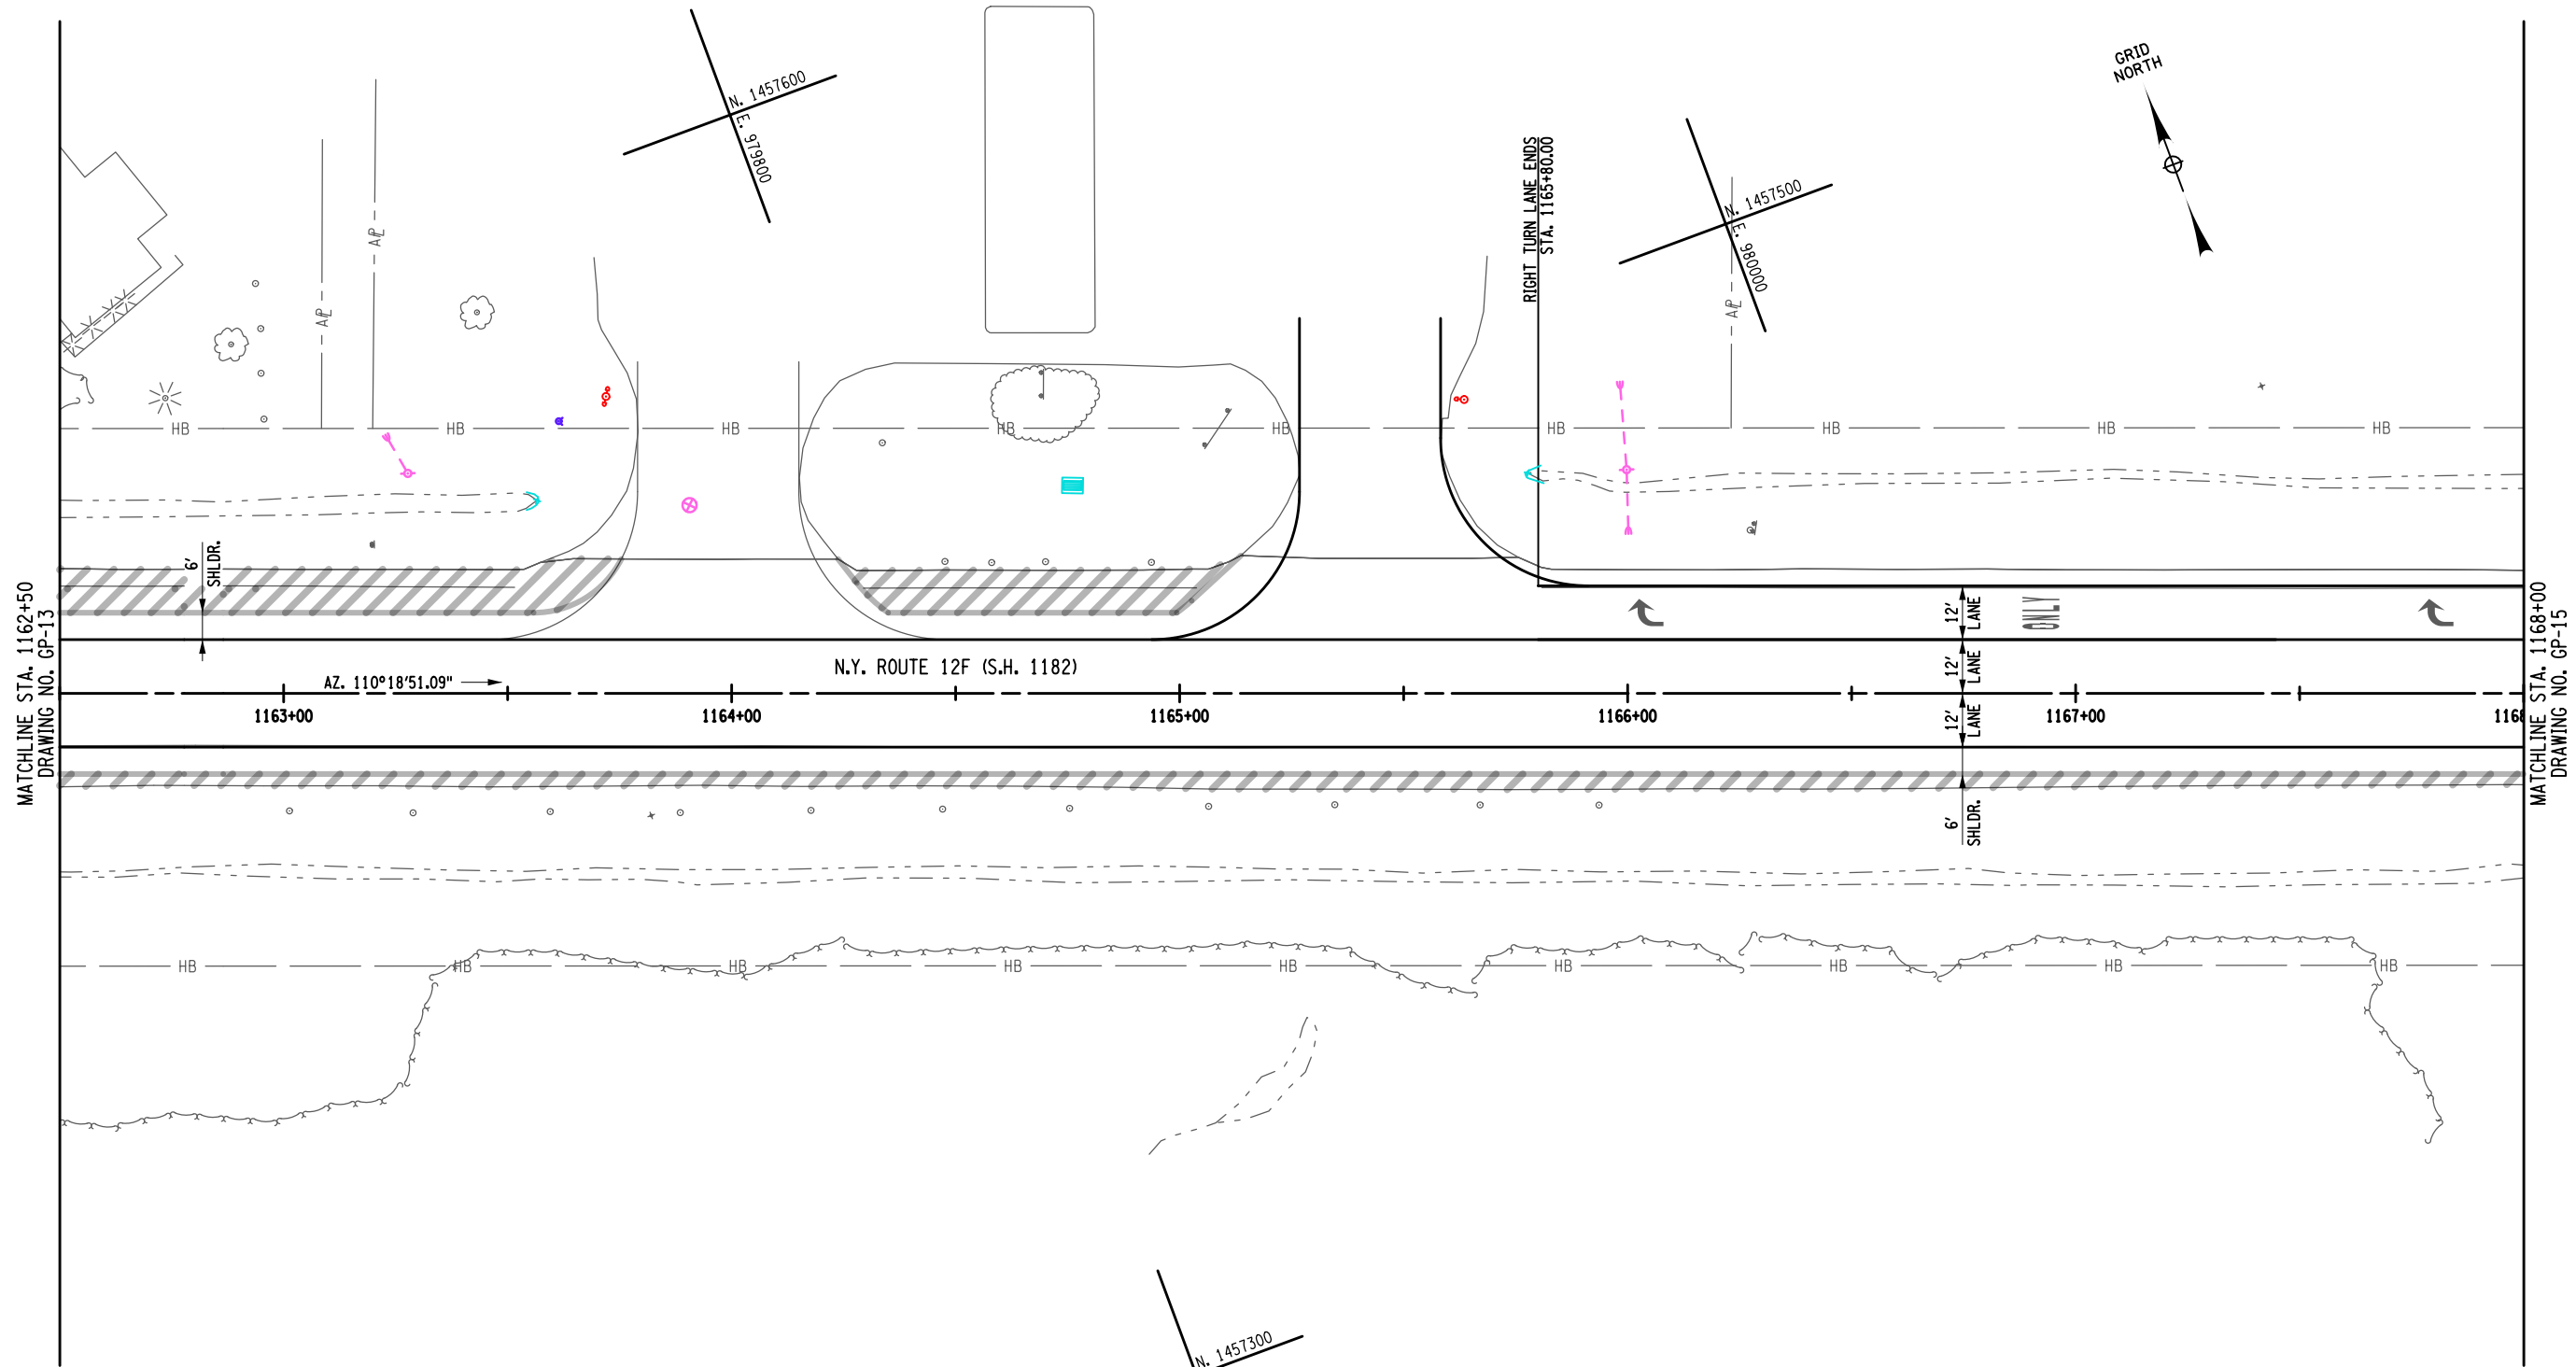 GRID
NORTH
N. 1457600
E. 979800
RIGHT TURN LANE ENDS
STA. 1165+80.00
N. 1457500
E. 980000
AP
AP
AP
HB HB HB HB HB HB HB HB HB
6'
SHLDR.
MATCHLINE STA. 1162+50
DRAWING NO. GP-13
12'
LANE
ONLY
12'
LANE
N.Y. ROUTE 12F (S.H. 1182)
AZ. 110°18'51.09"
1163+00 1164+00 1165+00 1166+00 1167+00 1168
12'
LANE
6'
SHLDR.
MATCHLINE STA. 1168+00
DRAWING NO. GP-15
HB HB HB HB HB HB HB HB HB
N. 1457300